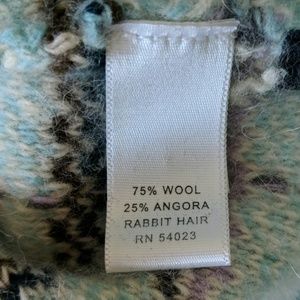 75% WOOL
25% ANGORA
RABBIT HAIR
RN 54023